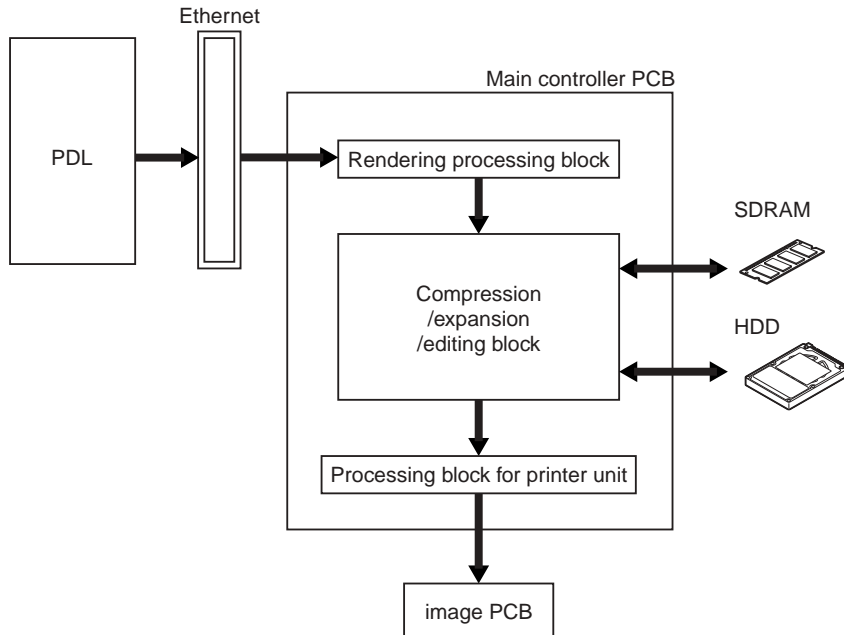 Ethernet
Main controller PCB
PDL
Rendering processing block
SDRAM
Compression
/expansion
/editing block
HDD
Processing block for printer unit
image PCB